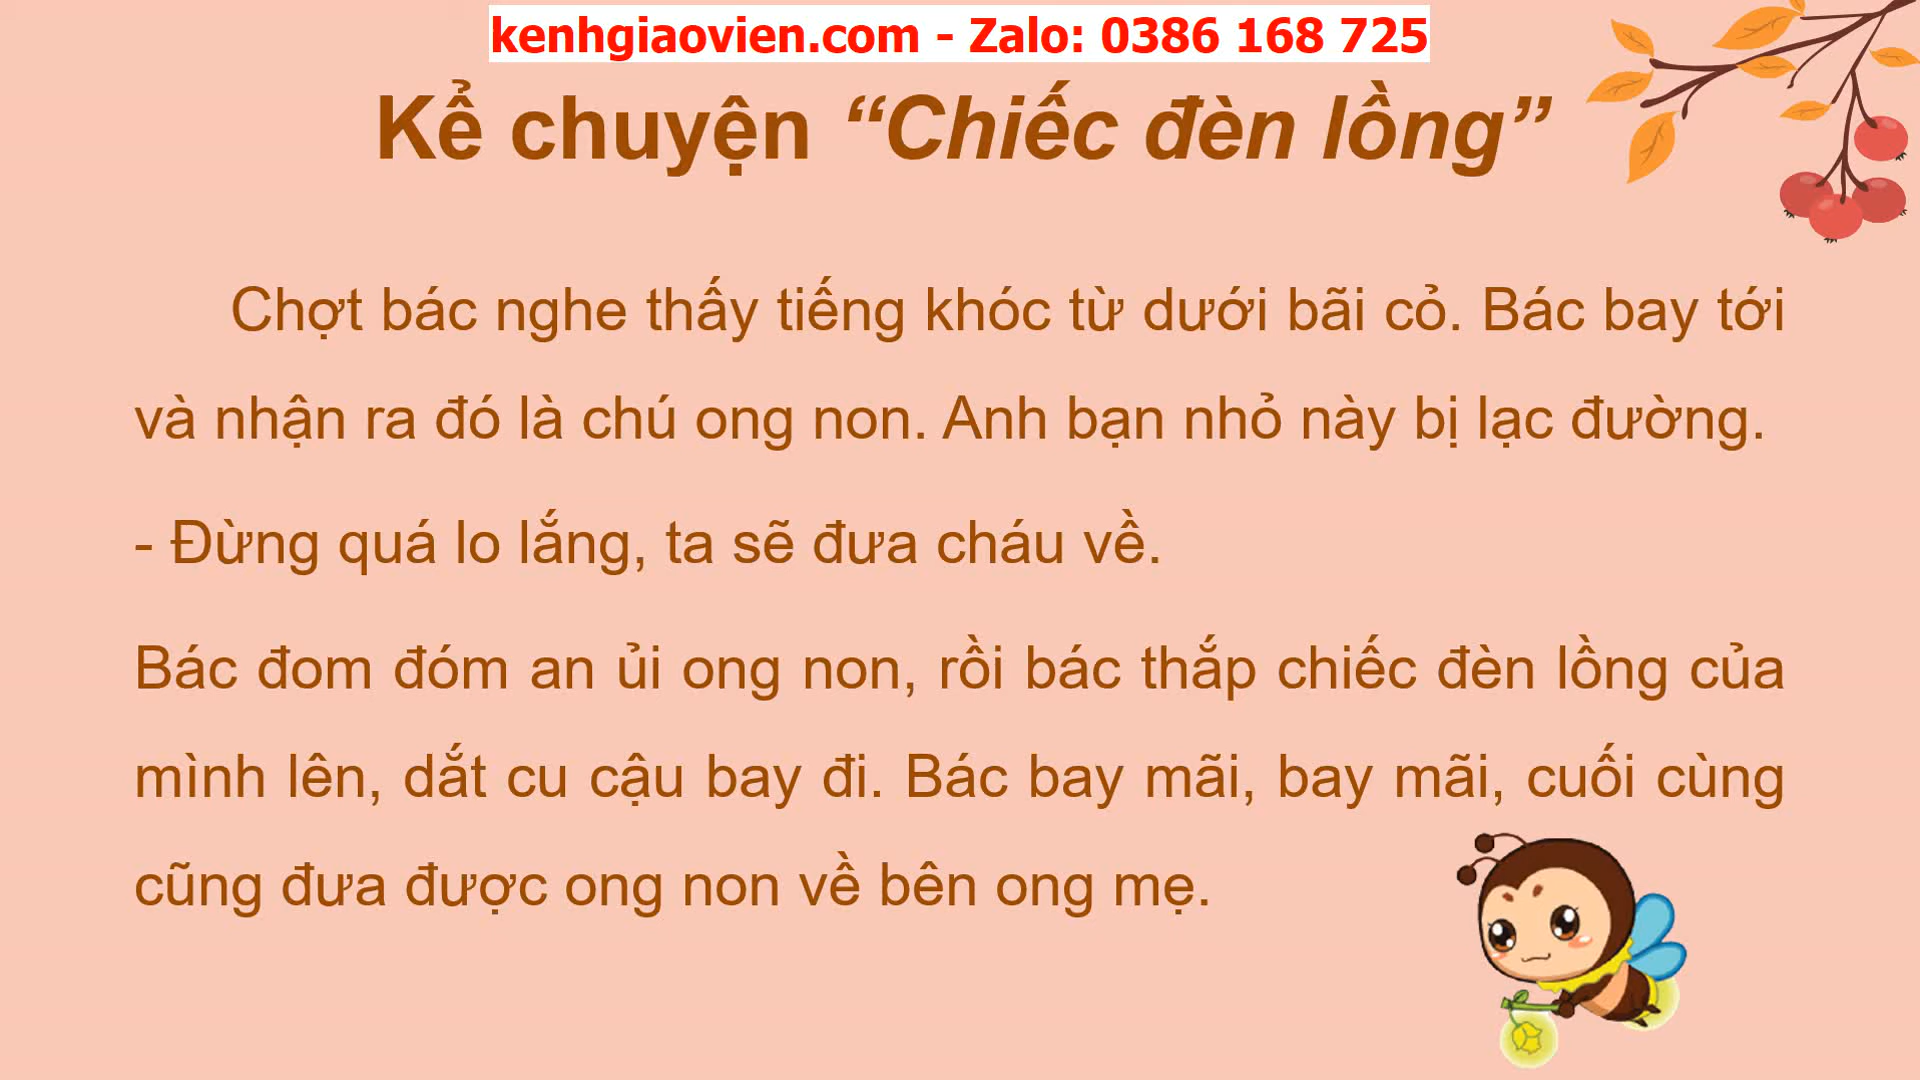 kenhgiaovien.com - Zalo: 0386 168 725
Kể chuyện “Chiếc đèn lồng”
Chợt bác nghe thấy tiếng khóc từ dưới bãi cỏ. Bác bay tới
và nhận ra đó là chú ong non. Anh bạn nhỏ này bị lạc đường.
- Đừng quá lo lắng, ta sẽ đưa cháu về.
Bác đom đóm an ủi ong non, rồi bác thắp chiếc đèn lồng của
mình lên, dắt cu cậu bay đi. Bác bay mãi, bay mãi, cuối cùng
cũng đưa được ong non về bên ong mẹ.